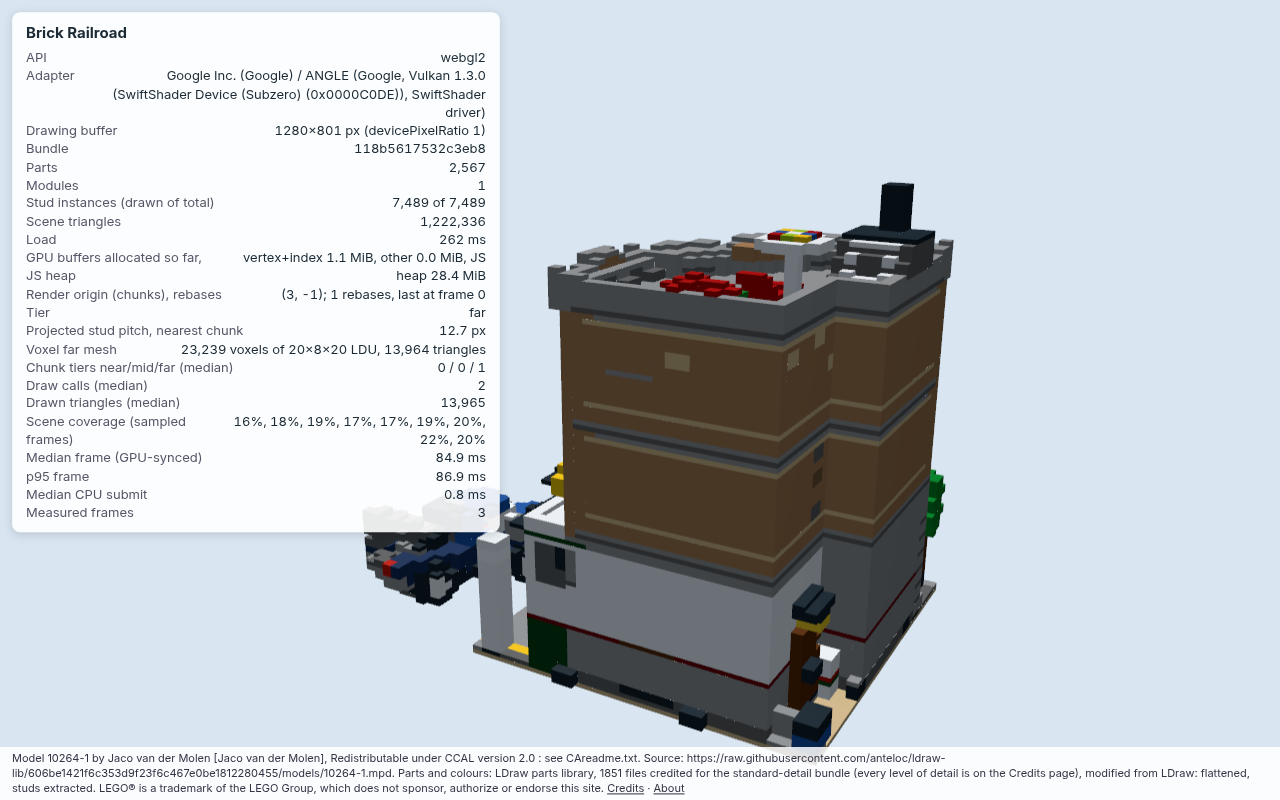 Brick Railroad
API webgl2
Adapter Google Inc. (Google) / ANGLE (Google, Vulkan 1.3.0
(SwiftShader Device (Subzero) (0x0000C0DE)), SwiftShader
driver)
Drawing buffer 1280×801 px (devicePixelRatio 1)
Bundle 118b5617532c3eb8
Parts 2,567
Modules 1
Stud instances (drawn of total) 7,489 of 7,489
Scene triangles 1,222,336
Load 262 ms
GPU buffers allocated so far, vertex+index 1.1 MiB, other 0.0 MiB, JS
JS heap heap 28.4 MiB
Render origin (chunks), rebases (3, -1); 1 rebases, last at frame 0
Tier far
Projected stud pitch, nearest chunk 12.7 px
Voxel far mesh 23,239 voxels of 20×8×20 LDU, 13,964 triangles
Chunk tiers near/mid/far (median) 0 / 0 / 1
Draw calls (median) 2
Drawn triangles (median) 13,965
Scene coverage (sampled 16%, 18%, 19%, 17%, 17%, 19%, 20%,
frames) 22%, 20%
Median frame (GPU-synced) 84.9 ms
p95 frame 86.9 ms
Median CPU submit 0.8 ms
Measured frames 3
Model 10264-1 by Jaco van der Molen [Jaco van der Molen], Redistributable under CCAL version 2.0 : see CAreadme.txt. Source: https://raw.githubusercontent.com/anteloc/ldraw-
lib/606be1421f6c353d9f23f6c467e0be1812280455/models/10264-1.mpd. Parts and colours: LDraw parts library, 1851 files credited for the standard-detail bundle (every level of detail is on the Credits page), modified from LDraw: flattened,
studs extracted. LEGO® is a trademark of the LEGO Group, which does not sponsor, authorize or endorse this site. Credits · About